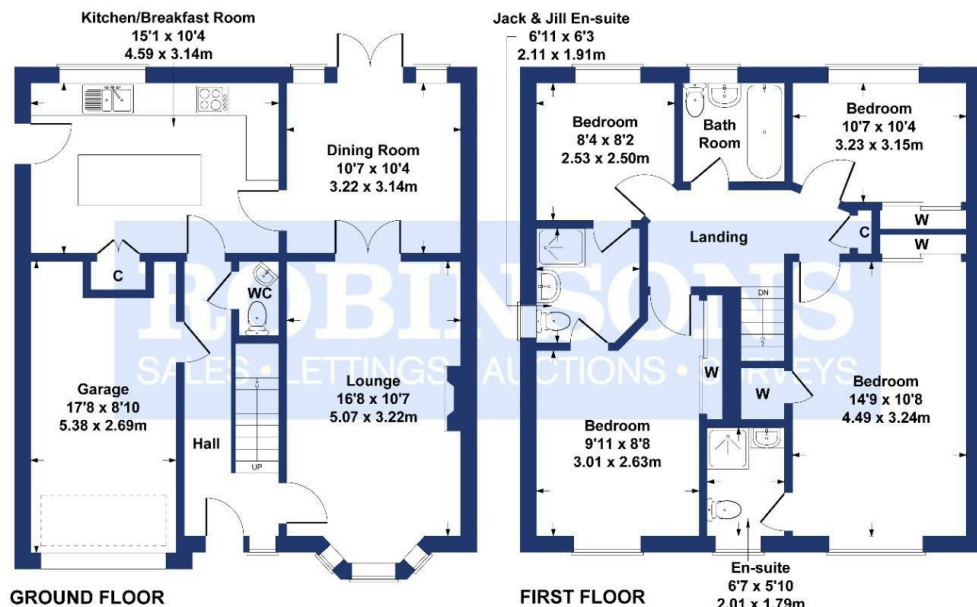 Kitchen/Breakfast Room
15'1 x 10'4
4.59 x 3.14m
Dining Room
10'7 x 10'4
3.22 x 3.14m
C
WC
Garage
17'8 x 8'10
5.38 x 2.69m
Hall
UP
Lounge
16'8 x 10'7
5.07 x 3.22m
GROUND FLOOR
Jack & Jill En-suite
6'11 x 6'3
2.11 x 1.91m
Bedroom
8'4 x 8'2
2.53 x 2.50m
Bath
Room
Bedroom
10'7 x 10'4
3.23 x 3.15m
Landing
C
W
W
DN
W
W
Bedroom
14'9 x 10'8
4.49 x 3.24m
Bedroom
9'11 x 8'8
3.01 x 2.63m
En-suite
6'7 x 5'10
2.01 x 1.79m
FIRST FLOOR
ROBINSONS
SALES • LETTINGS • AUCTIONS • SURVEYS